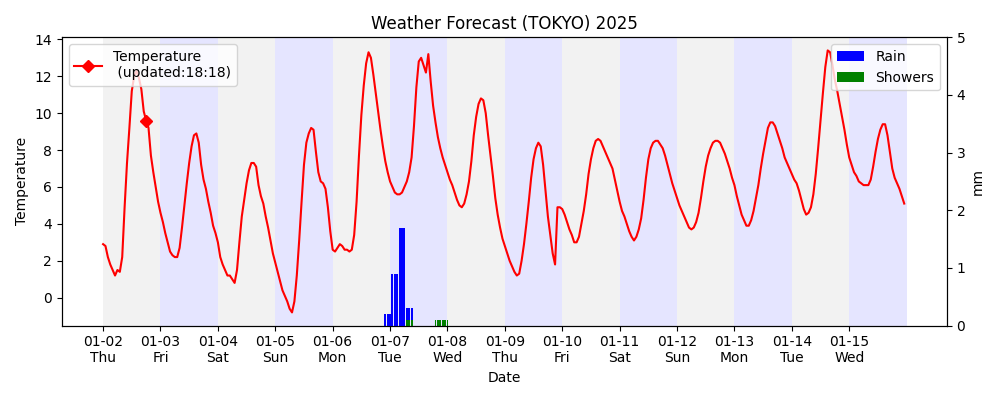 Weather Forecast (TOKYO) 2025
Temperature
(updated:18:18)
Rain
Showers
14
12
10
8
6
4
2
0
Temperature
5
4
3
2
1
0
mm
01-02 01-03 01-04 01-05 01-06 01-07 01-08 01-09 01-10 01-11 01-12 01-13 01-14 01-15
Thu Fri Sat Sun Mon Tue Wed Thu Fri Sat Sun Mon Tue Wed
Date